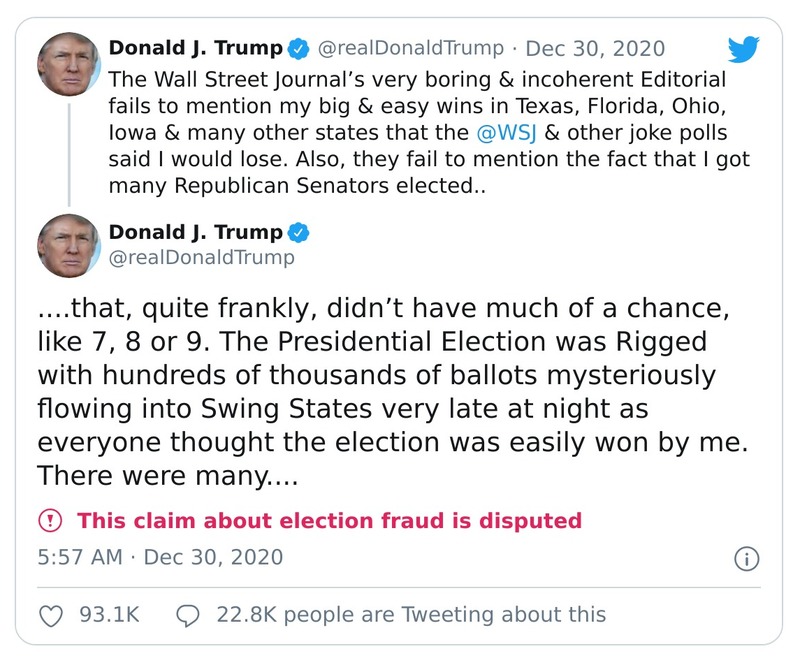 Donald J. Trump @realDonaldTrump · Dec 30, 2020
The Wall Street Journal’s very boring & incoherent Editorial
fails to mention my big & easy wins in Texas, Florida, Ohio,
Iowa & many other states that the @WSJ & other joke polls
said I would lose. Also, they fail to mention the fact that I got
many Republican Senators elected..
Donald J. Trump
@realDonaldTrump
....that, quite frankly, didn’t have much of a chance,
like 7, 8 or 9. The Presidential Election was Rigged
with hundreds of thousands of ballots mysteriously
flowing into Swing States very late at night as
everyone thought the election was easily won by me.
There were many....
This claim about election fraud is disputed
5:57 AM · Dec 30, 2020
93.1K 22.8K people are Tweeting about this